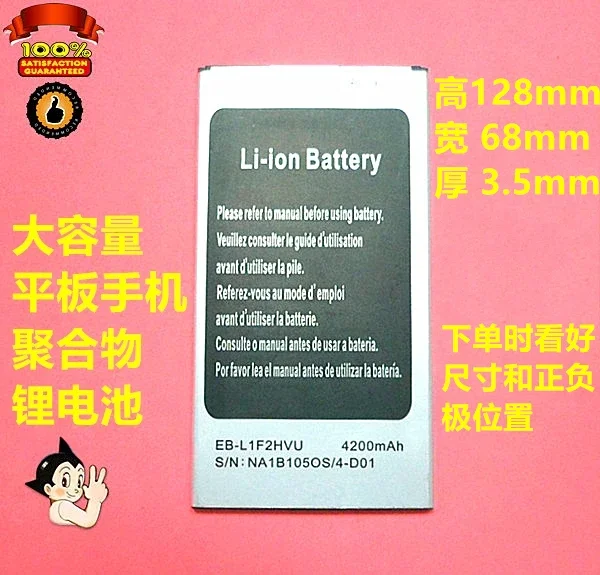 100%
SATISFACTION
GUARANTEED
RECOMMENDED
RECOMMENDED
高128mm
宽 68mm
厚 3.5mm
大容量
平板手机
聚合物
锂电池
Li-ion Battery
Please refer to manual before using battery.
Veuillez consulter le guide d'utilisation
avant d'utiliser la pile.
Referez-vous au mode d' emploi
avant d'utiliser la batterie.
Consulte o manual antes de usar a bateria.
Por favor lea el manual antes de utilizar la batería.
EB-L1F2HVU 4200mAh
S/N: NA1B105OS/4-D01
下单时看好
尺寸和正负
极位置